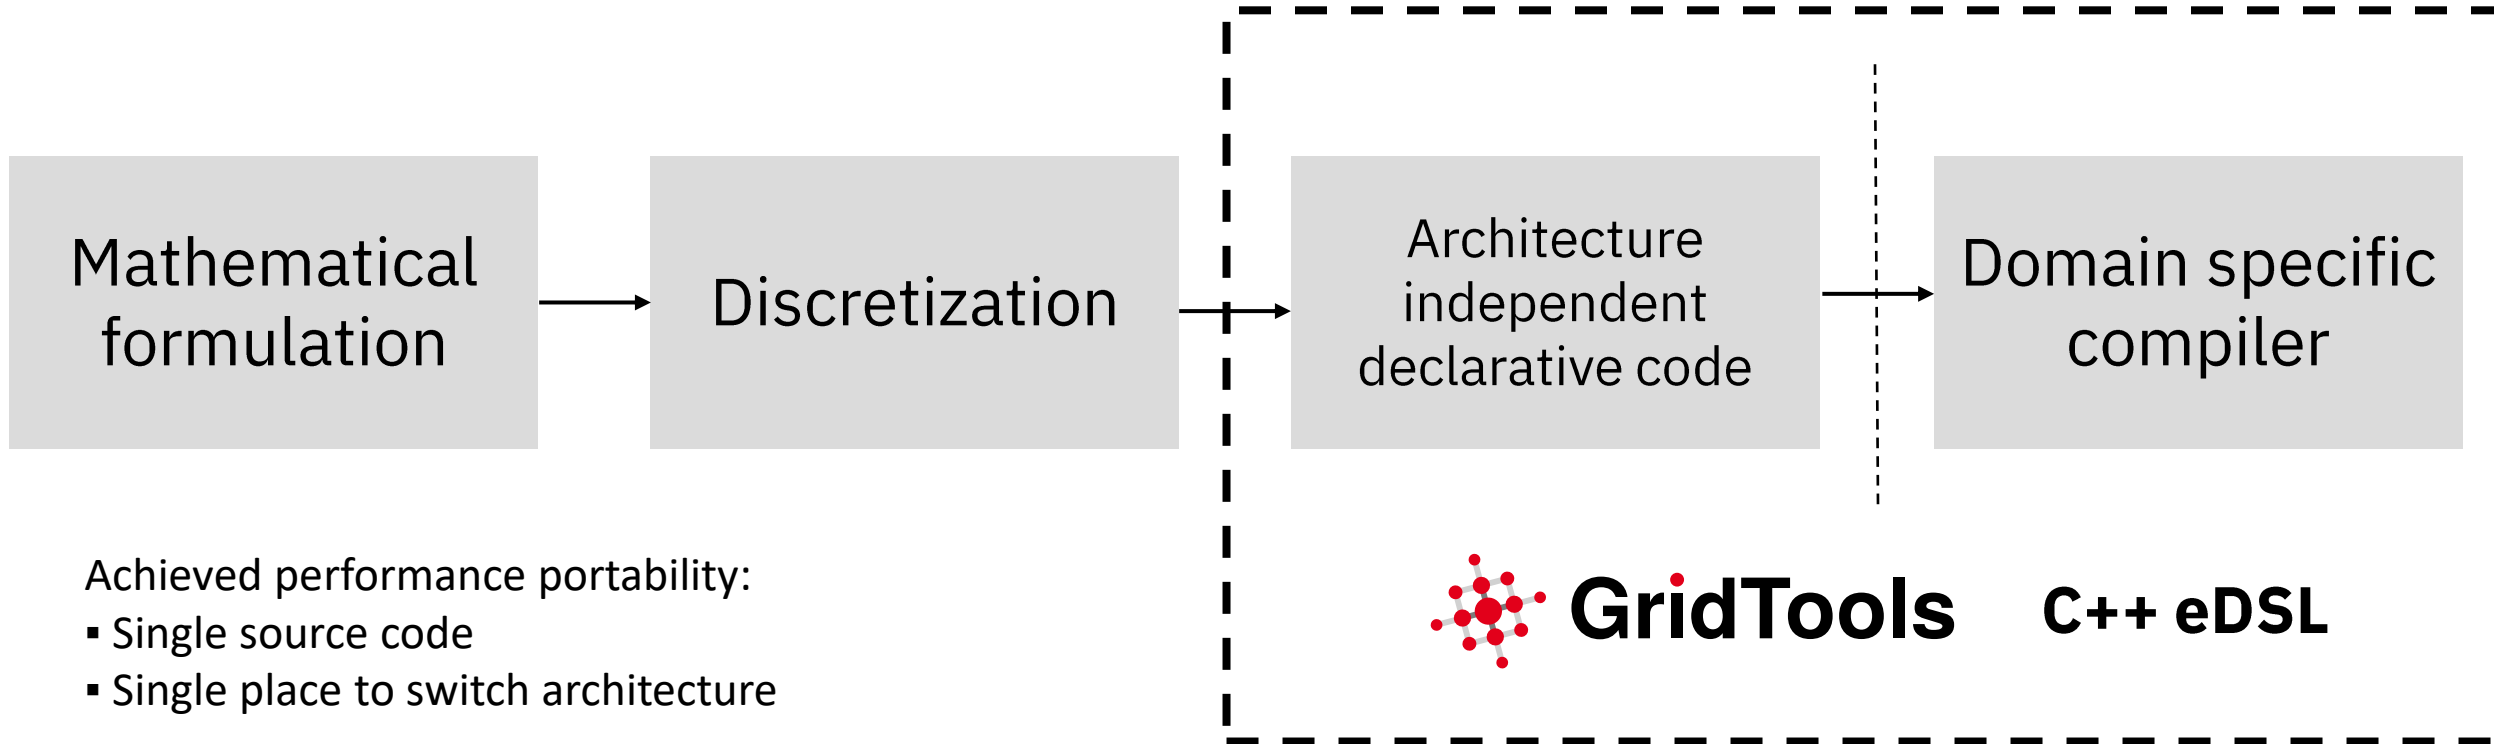 Mathematical
formulation
Discretization
Architecture
independent
declarative code
Domain specific
compiler
Achieved performance portability:
▪ Single source code
▪ Single place to switch architecture
GridTools
C++ eDSL